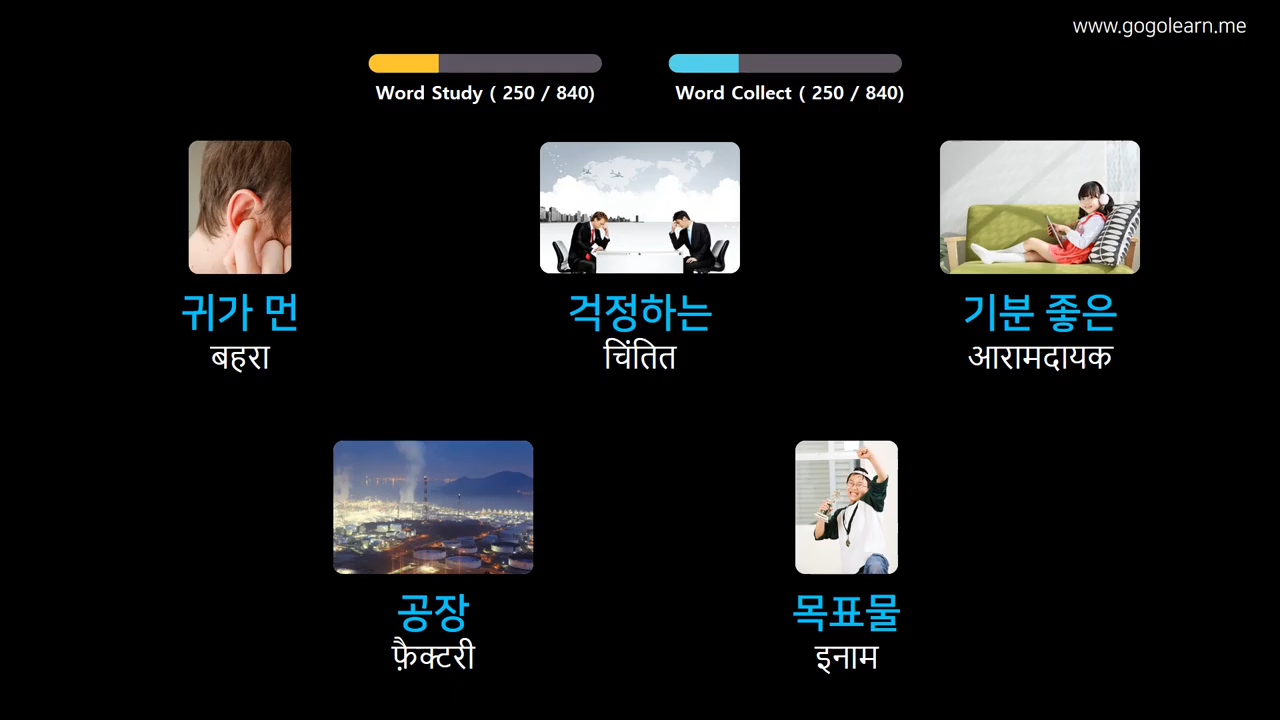 www.gogolearn.me
Word Study ( 250 / 840)
Word Collect ( 250 / 840)
귀가 먼
बहरा
걱정하는
चिंतित
기분 좋은
आरामदायक
공장
फ़ैक्टरी
목표물
इनाम